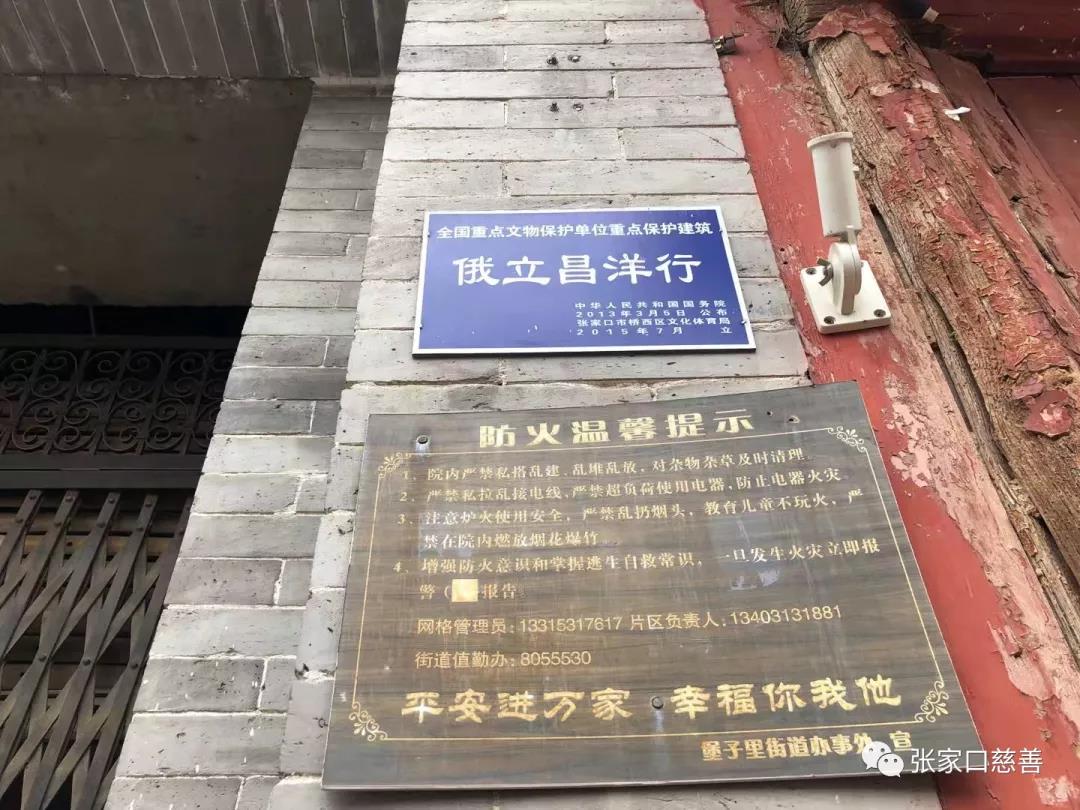 全国重点文物保护单位重点保护建筑
俄立昌洋行
中华人民共和国国务院
2013年3月5日 公布
张家口市桥西区文化体育局
2015年7月 立
防火温馨提示
1、院内严禁私搭乱建、乱堆乱放，对杂物杂草及时清理。
2、严禁私拉乱接电线，严禁超负荷使用电器，防止电器火灾。
3、注意炉火使用安全，严禁乱扔烟头，教育儿童不玩火，严
禁在院内燃放烟花爆竹。
4、增强防火意识和掌握逃生自救常识，一旦发生火灾立即报
警（ 报告。
网格管理员：13315317617 片区负责人：13403131881
街道值勤办：8055530
平安进万家 幸福你我他
堡子里街道办事处 宣
张家口慈善